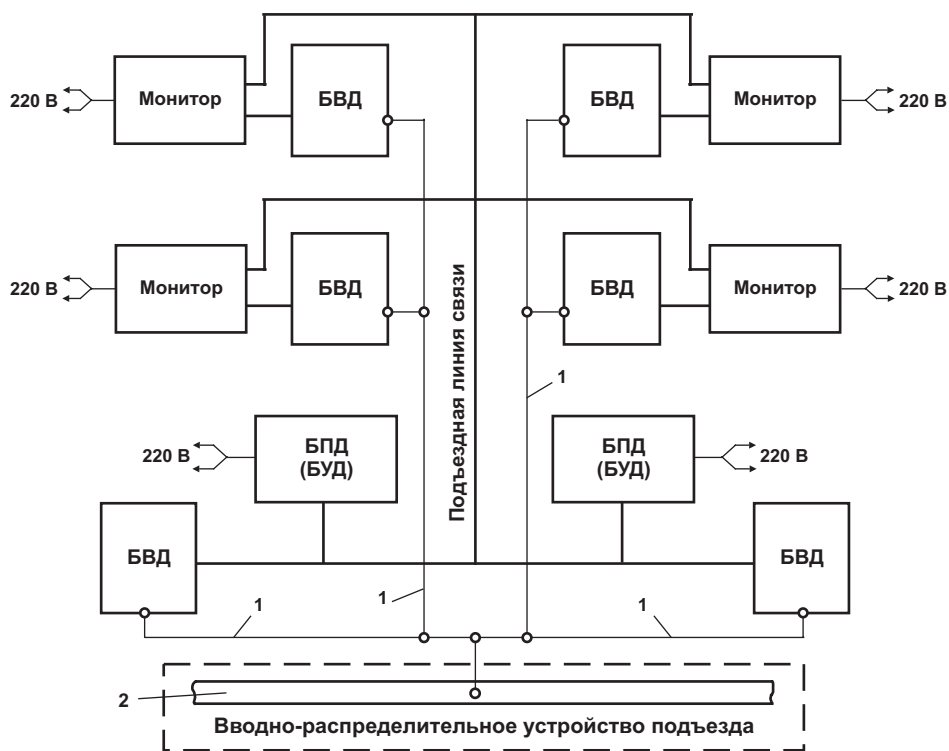 220 В
Монитор
БВД
БВД
Монитор
220 В
220 В
Монитор
БВД
Подъездная линия связи
БВД
Монитор
220 В
1
220 В
БПД
(БУД)
БПД
(БУД)
220 В
БВД
БВД
1
1
1
2
Вводно-распределительное устройство подъезда